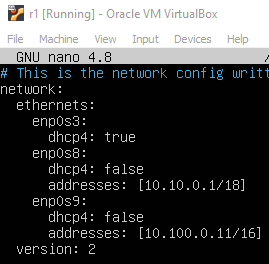 r1 [Running] - Oracle VM VirtualBox
File Machine View Input Devices Help
GNU nano 4.8 /
# This is the network config writt
network:
  ethernets:
    enp0s3:
      dhcp4: true
    enp0s8:
      dhcp4: false
      addresses: [10.10.0.1/18]
    enp0s9:
      dhcp4: false
      addresses: [10.100.0.11/16]
  version: 2